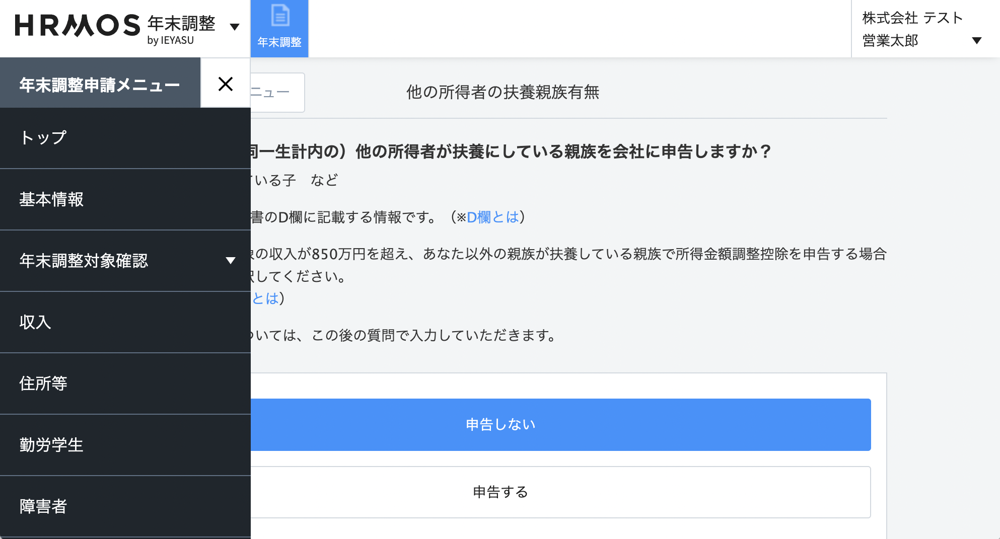 HRMOS 年末調整
by IEYASU
年末調整
株式会社 テスト
営業太郎
年末調整申請メニュー
ニュー
他の所得者の扶養親族有無
トップ
基本情報
年末調整対象確認
収入
住所等
勤労学生
障害者
同一生計内の）他の所得者が扶養にしている親族を会社に申告しますか？
ている子　など
書のD欄に記載する情報です。（※D欄とは）
の収入が850万円を超え、あなた以外の親族が扶養している親族で所得金額調整控除を申告する場合
してください。
とは）
ついては、この後の質問で入力していただきます。
申告しない
申告する